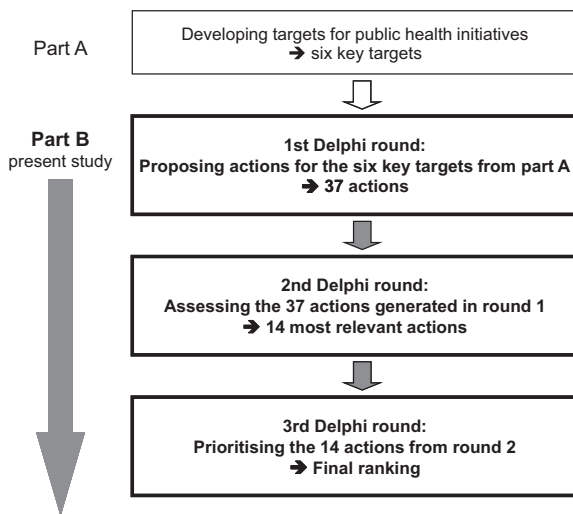 Part A
Developing targets for public health initiatives
➔ six key targets
Part B
present study
1st Delphi round:
Proposing actions for the six key targets from part A
➔ 37 actions
2nd Delphi round:
Assessing the 37 actions generated in round 1
➔ 14 most relevant actions
3rd Delphi round:
Prioritising the 14 actions from round 2
➔ Final ranking